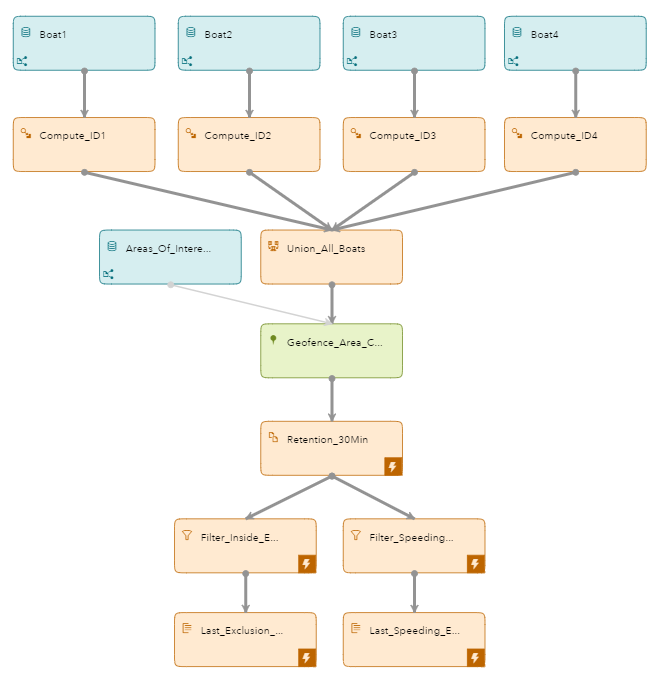 Boat1
Boat2
Boat3
Boat4
Compute_ID1
Compute_ID2
Compute_ID3
Compute_ID4
Areas_Of_Intere...
Union_All_Boats
Geofence_Area_C...
Retention_30Min
Filter_Inside_E...
Filter_Speeding...
Last_Exclusion_...
Last_Speeding_E...